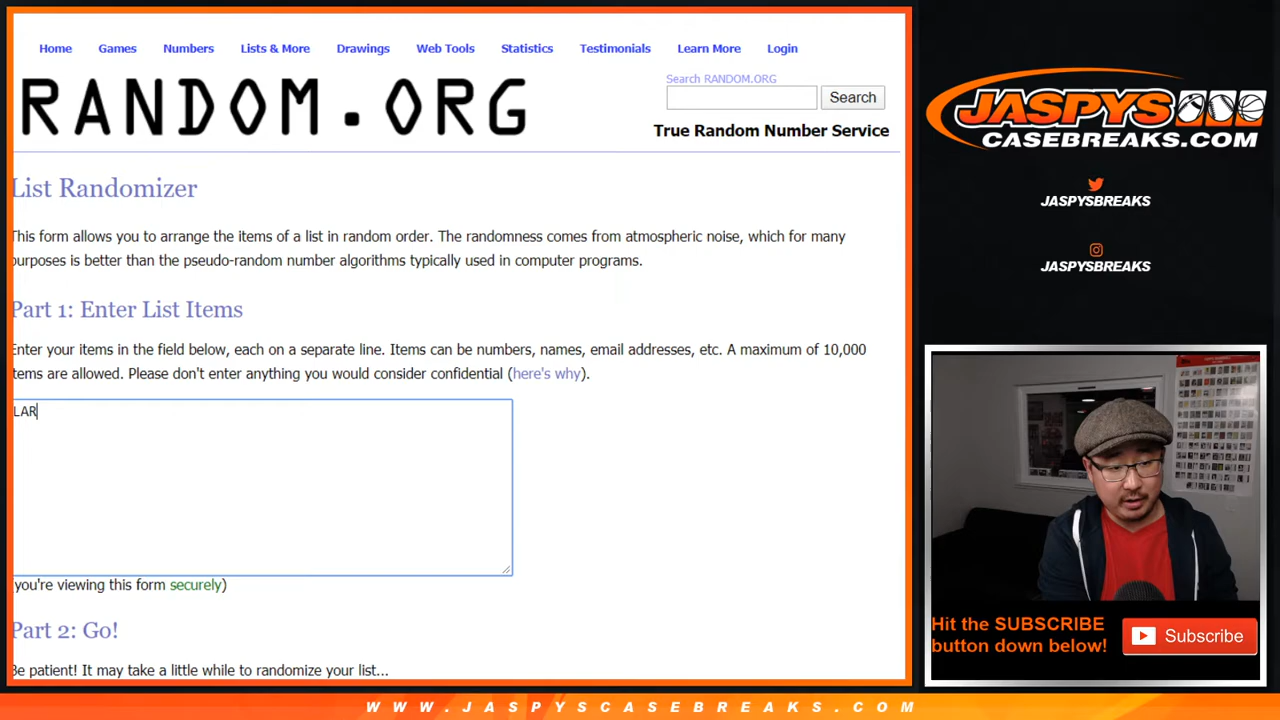 Home Games Numbers Lists & More Drawings Web Tools Statistics Testimonials Learn More Login
RANDOM.ORG
Search RANDOM.ORG
Search
True Random Number Service
List Randomizer
This form allows you to arrange the items of a list in random order. The randomness comes from atmospheric noise, which for many
purposes is better than the pseudo-random number algorithms typically used in computer programs.
Part 1: Enter List Items
Enter your items in the field below, each on a separate line. Items can be numbers, names, email addresses, etc. A maximum of 10,000
items are allowed. Please don't enter anything you would consider confidential (here's why).
LAR
you're viewing this form securely)
Part 2: Go!
Be patient! It may take a little while to randomize your list...
JASPYS
CASEBREAKS.COM
JASPYSBREAKS
JASPYSBREAKS
Hit the SUBSCRIBE
button down below!
Subscribe
WWW.JASPYSCASEBREAKS.COM